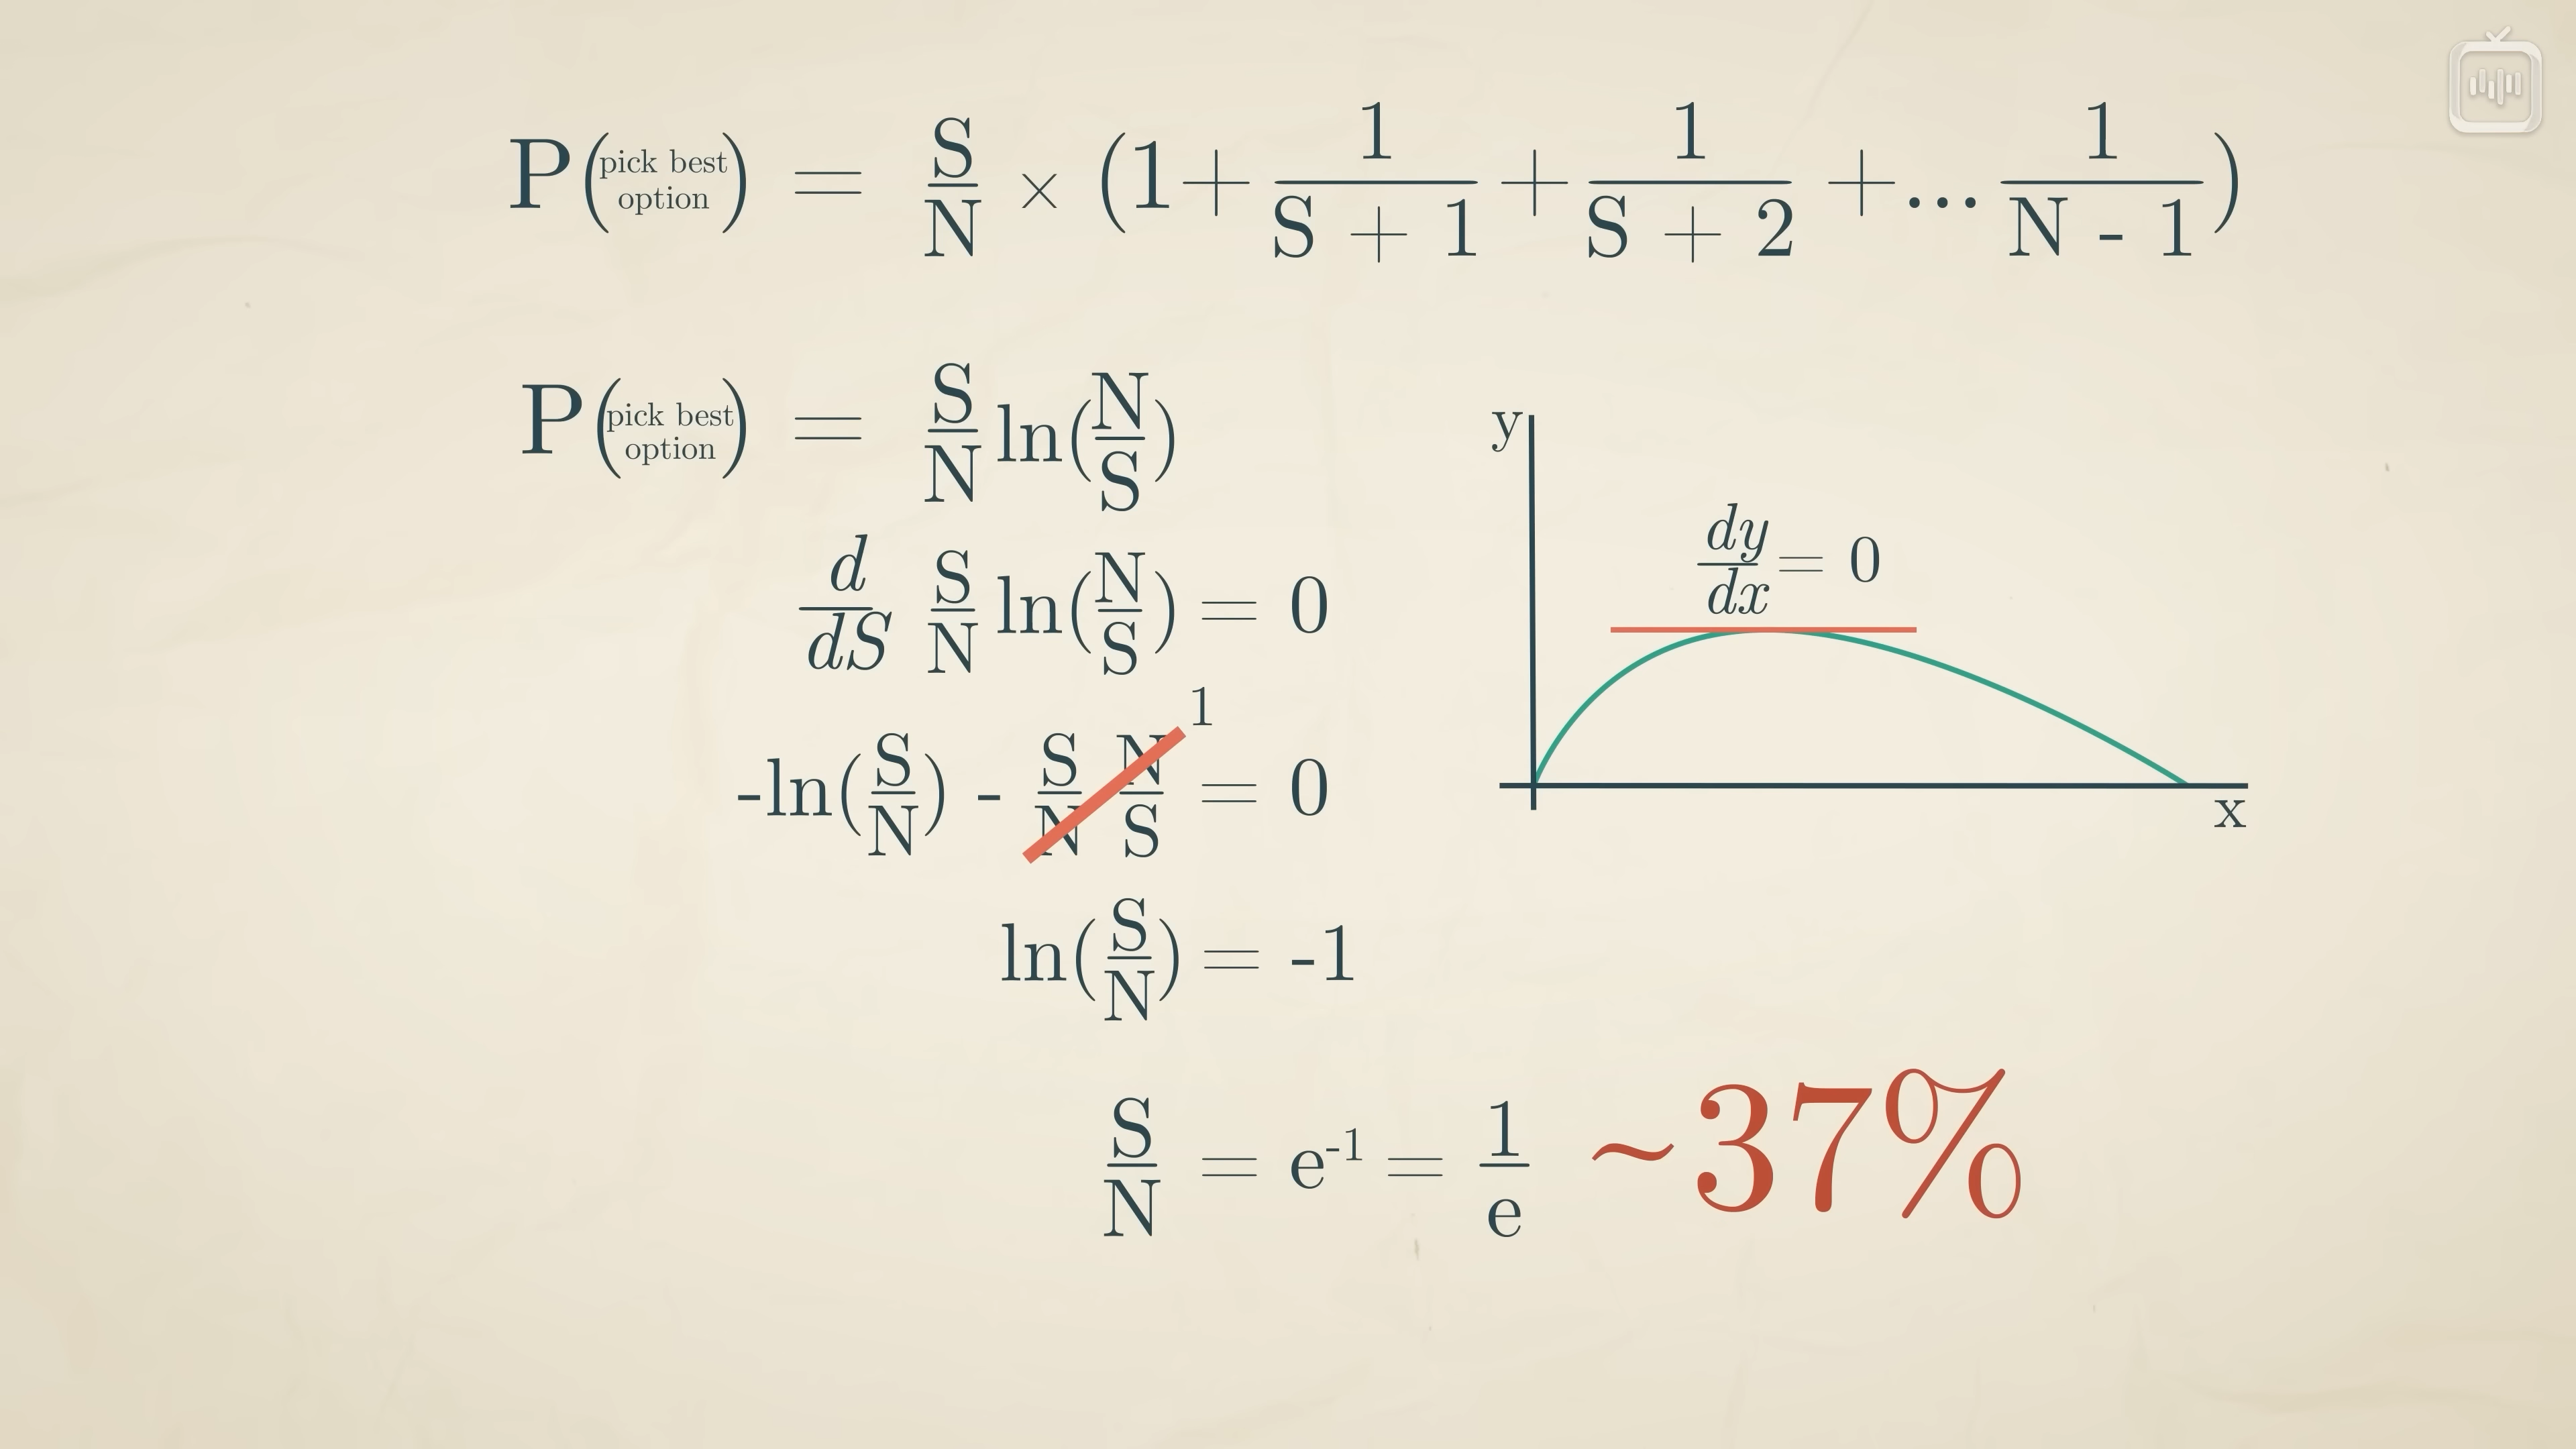 P(pick best option) = S/N × (1 + 1/(S + 1) + 1/(S + 2) + ... 1/(N - 1))
P(pick best option) = S/N ln(N/S)
d/dS S/N ln(N/S) = 0
-ln(S/N) - S/N N/S 1 = 0
ln(S/N) = -1
S/N = e⁻¹ = 1/e ~37%
y
dy/dx = 0
x